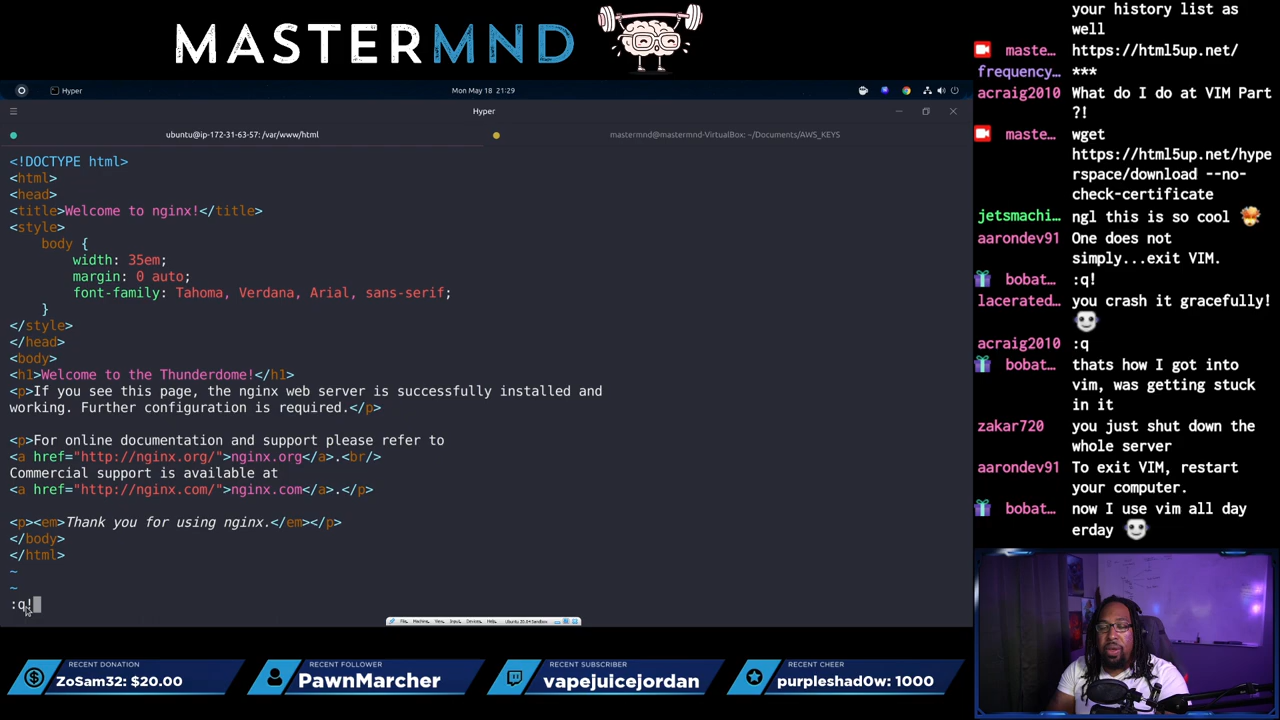 MASTERMND
Hyper
Mon May 18 21:29
Hyper
ubuntu@ip-172-31-63-57: /var/www/html
mastermnd@mastermnd-VirtualBox: ~/Documents/AWS_KEYS
<!DOCTYPE html>
<html>
<head>
<title>Welcome to nginx!</title>
<style>
body {
width: 35em;
margin: 0 auto;
font-family: Tahoma, Verdana, Arial, sans-serif;
}
</style>
</head>
<body>
<h1>Welcome to the Thunderdome!</h1>
<p>If you see this page, the nginx web server is successfully installed and
working. Further configuration is required.</p>
<p>For online documentation and support please refer to
<a href="http://nginx.org/">nginx.org</a>.<br/>
Commercial support is available at
<a href="http://nginx.com/">nginx.com</a>.</p>
<p><em>Thank you for using nginx.</em></p>
</body>
</html>
~
~
:q!
File Machine View Input Devices Help
your history list as
well
maste… https://html5up.net/
frequency… ***
acraig2010 What do I do at VIM Part
?!
maste… wget
https://html5up.net/hype
rspace/download --no-
check-certificate
jetsmachi… ngl this is so cool
aarondev91 One does not
simply...exit VIM.
bobat… :q!
lacerated… you crash it gracefully!
acraig2010 :q
bobat… thats how I got into
vim, was getting stuck
in it
zakar720 you just shut down the
whole server
aarondev91 To exit VIM, restart
your computer.
bobat… now I use vim all day
erday
RECENT DONATION
ZoSam32: $20.00
RECENT FOLLOWER
PawnMarcher
RECENT SUBSCRIBER
vapejuicejordan
RECENT CHEER
purpleshad0w: 1000